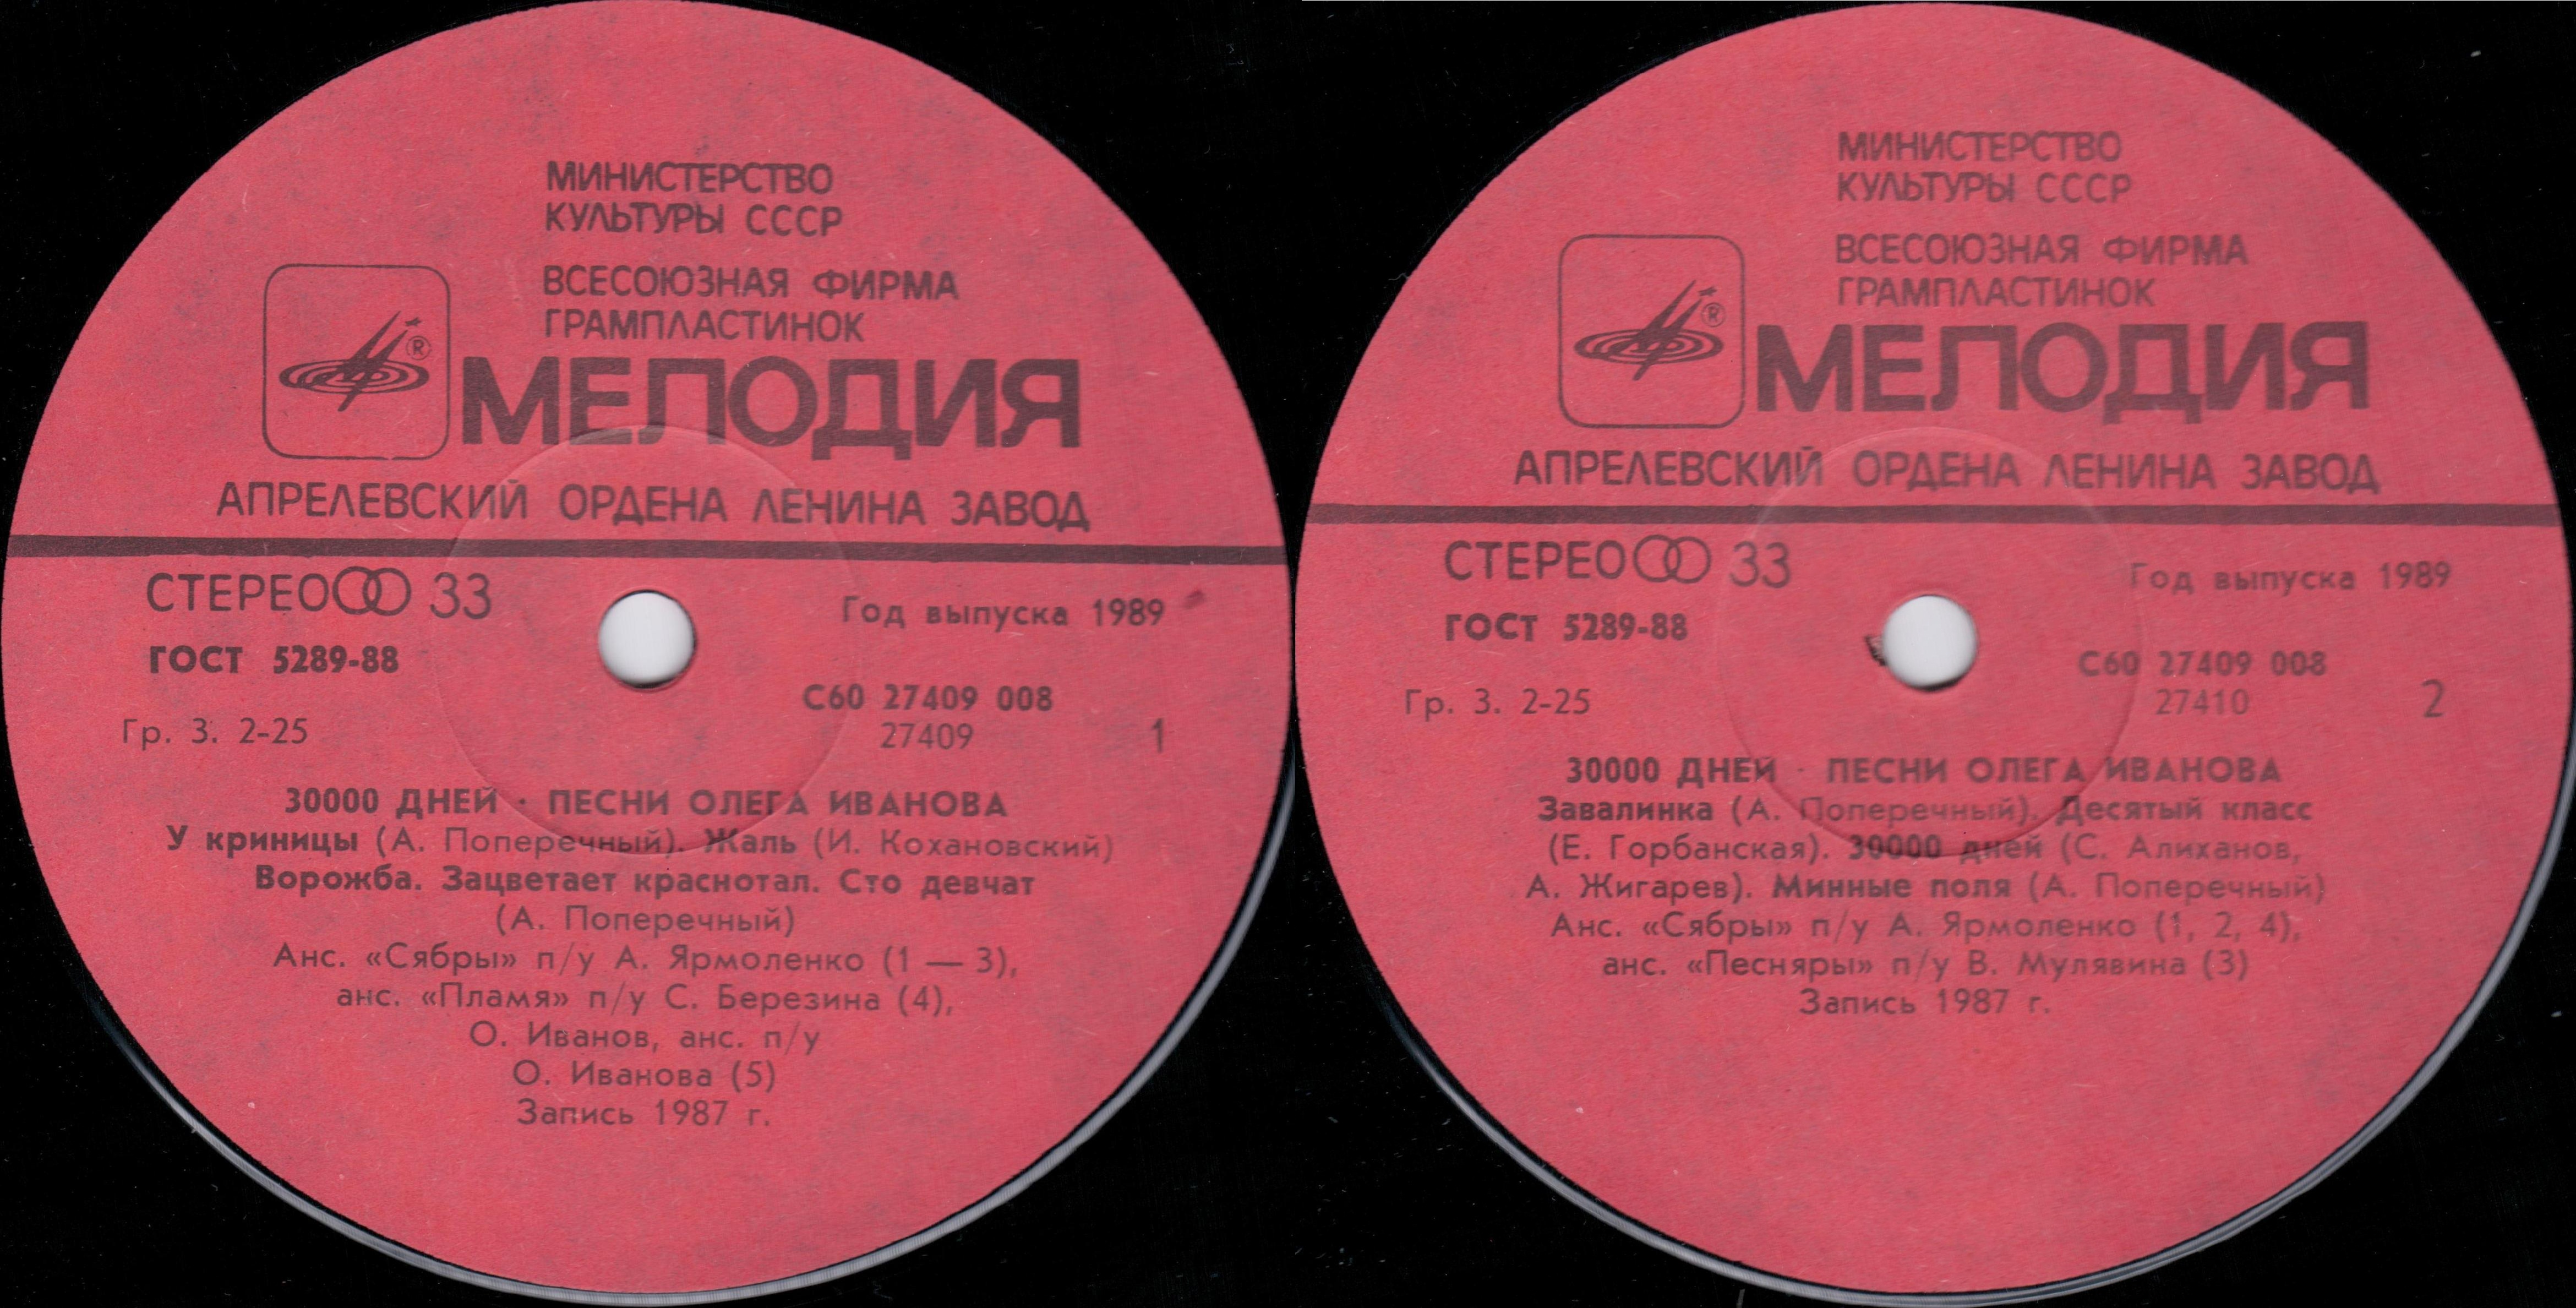 МИНИСТЕРСТВО
КУЛЬТУРЫ СССР
ВСЕСОЮЗНАЯ ФИРМА
ГРАМПЛАСТИНОК
®
МЕЛОДИЯ
АПРЕЛЕВСКИЙ ОРДЕНА ЛЕНИНА ЗАВОД
СТЕРЕО 33
Год выпуска 1989
ГОСТ 5289-88
С60 27409 008
Гр. 3. 2-25
27409
1
30000 ДНЕЙ · ПЕСНИ ОЛЕГА ИВАНОВА
У криницы (А. Поперечный). Жаль (И. Кохановский)
Ворожба. Зацветает краснотал. Сто девчат
(А. Поперечный)
Анс. «Сябры» п/у А. Ярмоленко (1 — 3),
анс. «Пламя» п/у С. Березина (4),
О. Иванов, анс. п/у
О. Иванова (5)
Запись 1987 г.
МИНИСТЕРСТВО
КУЛЬТУРЫ СССР
ВСЕСОЮЗНАЯ ФИРМА
ГРАМПЛАСТИНОК
®
МЕЛОДИЯ
АПРЕЛЕВСКИЙ ОРДЕНА ЛЕНИНА ЗАВОД
СТЕРЕО 33
Год выпуска 1989
ГОСТ 5289-88
С60 27409 008
Гр. 3. 2-25
27410
2
30000 ДНЕЙ · ПЕСНИ ОЛЕГА ИВАНОВА
Завалинка (А. Поперечный). Десятый класс
(Е. Горбанская). 30000 дней (С. Алиханов,
А. Жигарев). Минные поля (А. Поперечный)
Анс. «Сябры» п/у А. Ярмоленко (1, 2, 4),
анс. «Песняры» п/у В. Мулявина (3)
Запись 1987 г.